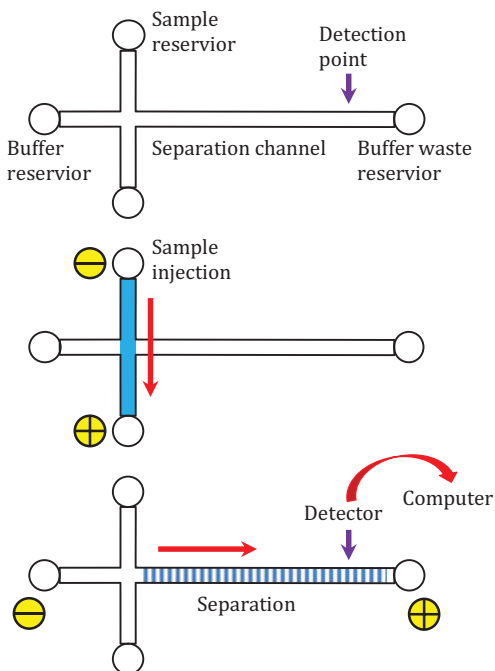 Sample
reservior
Detection
point
Buffer
reservior
Separation channel
Buffer waste
reservior
Sample
injection
Detector
Computer
Separation